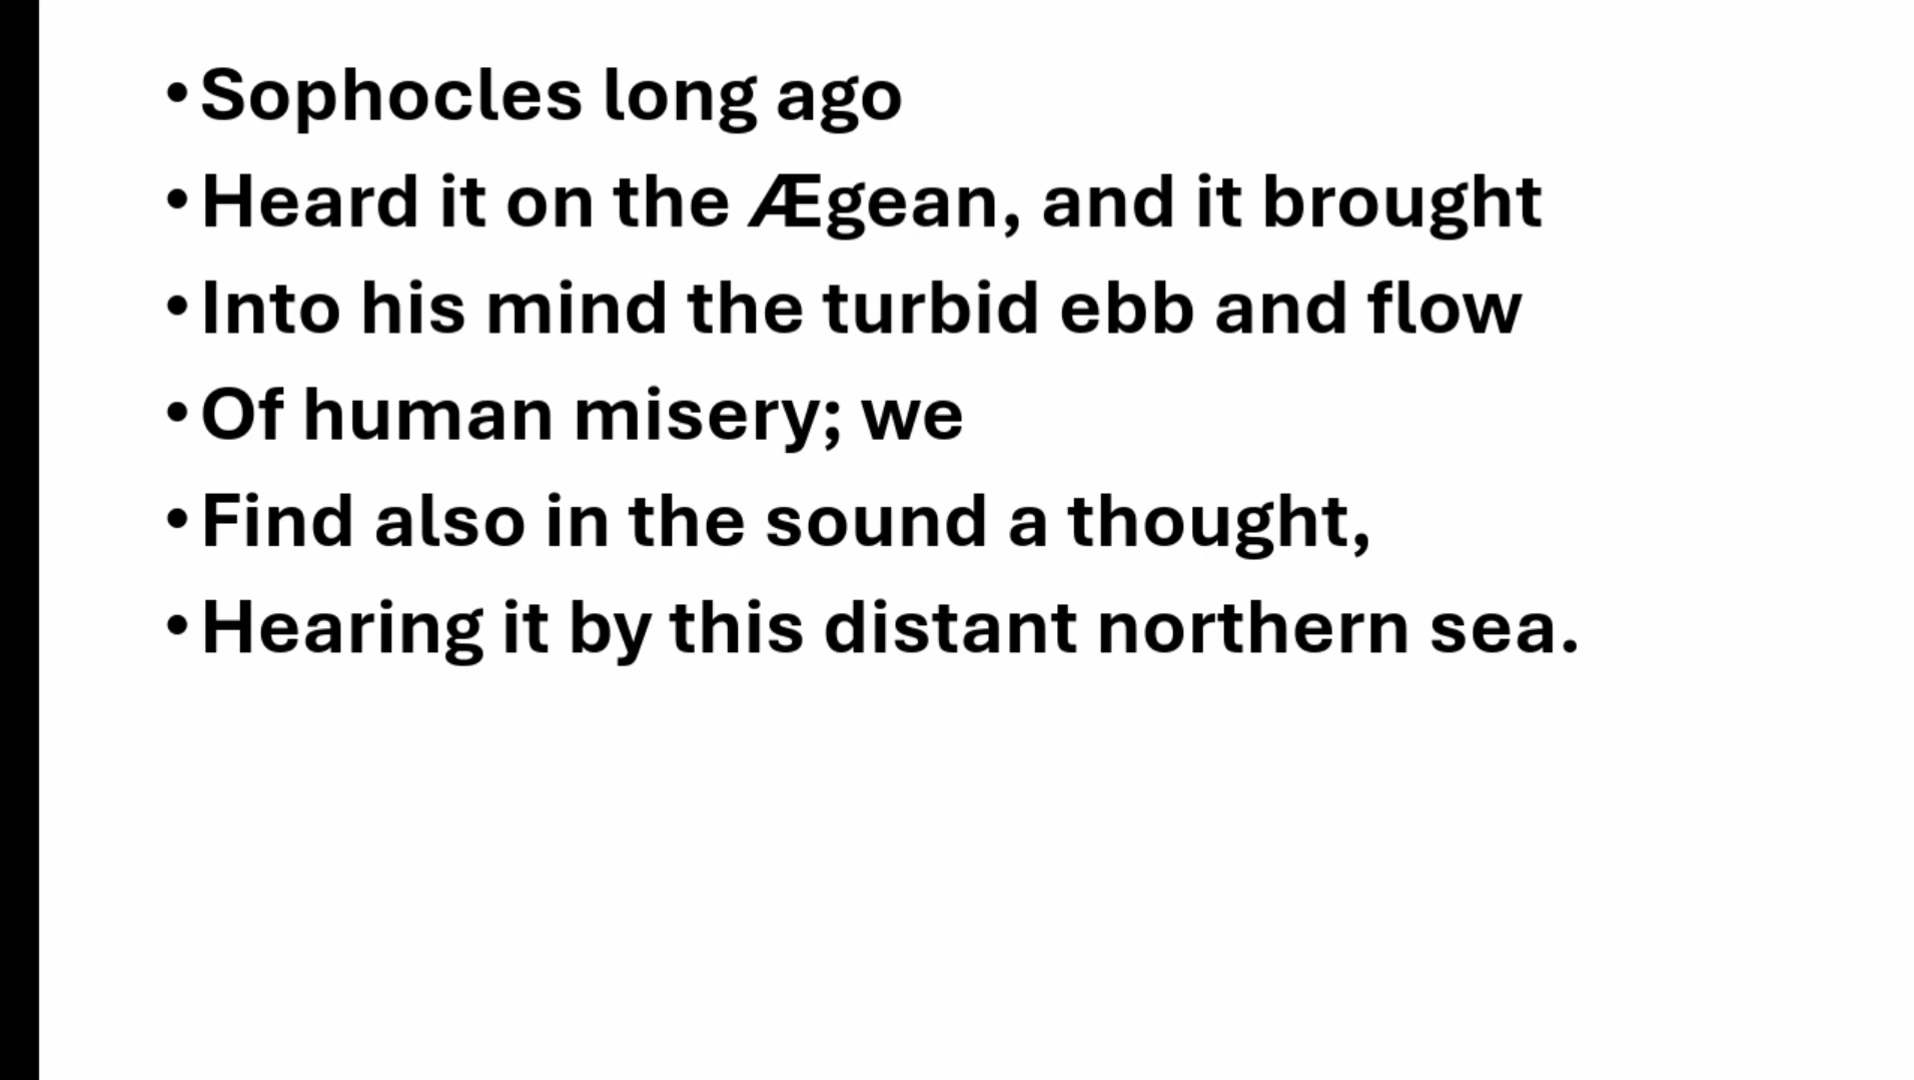 • Sophocles long ago
• Heard it on the Ægean, and it brought
• Into his mind the turbid ebb and flow
• Of human misery; we
• Find also in the sound a thought,
• Hearing it by this distant northern sea.